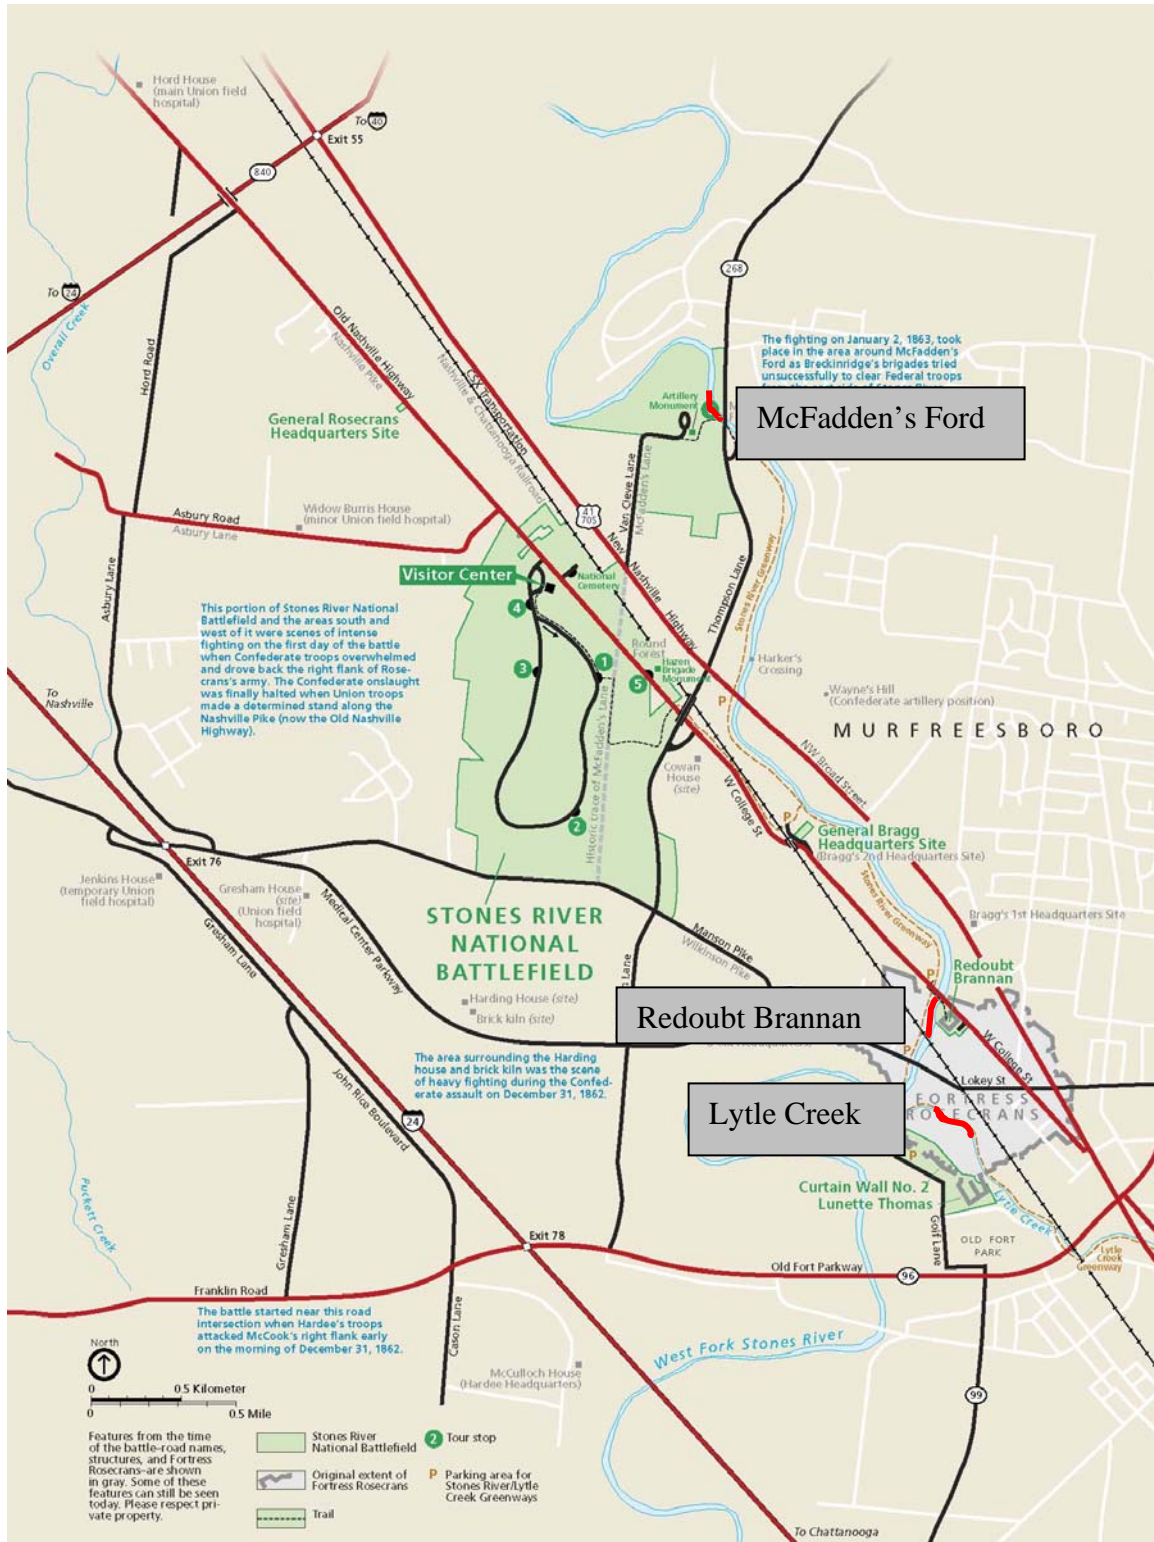 Hord House
(main Union field
hospital)
To 40
Exit 55
840
To 24
Overall Creek
Hord Road
Old Nashville Highway
Nashville Pike
CSX Transportation
Nashville & Chattanooga Railroad
268
General Rosecrans
Headquarters Site
The fighting on January 2, 1863, took
place in the area around McFadden's
Ford as Breckinridge's brigades tried
unsuccessfully to clear Federal troops
Artillery
Monument
McFadden's Ford
Van Cleve Lane
McFadden's Lane
Asbury Road
Asbury Lane
Widow Burris House
(minor Union field hospital)
41
70S
New Nashville Highway
Asbury Lane
Visitor Center
National
Cemetery
Thompson Lane
Stones River Greenway
This portion of Stones River National
Battlefield and the areas south and
west of it were scenes of intense
fighting on the first day of the battle
when Confederate troops overwhelmed
and drove back the right flank of Rose-
crans's army. The Confederate onslaught
was finally halted when Union troops
made a determined stand along the
Nashville Pike (now the Old Nashville
Highway).
4
3
1
5
2
Round
Forest
Hazen
Brigade
Monument
Harker's
Crossing
P
Wayne's Hill
(Confederate artillery position)
MURFREESBORO
To
Nashville
Historic trace of McFadden's Lane
Cowan
House
(site)
W College St
NW Broad Street
P
General Bragg
Headquarters Site
(Bragg's 2nd Headquarters Site)
Exit 76
Jenkins House
(temporary Union
field hospital)
Gresham House
(site)
(Union field
hospital)
Gresham Lane
Medical Center Parkway
STONES RIVER
NATIONAL
BATTLEFIELD
Manson Pike
Wilkinson Pike
Stones River Greenway
Bragg's 1st Headquarters Site
P
Redoubt
Brannan
Harding House (site)
Brick kiln (site)
Lane
Redoubt Brannan
W College St
P
Lokey St
The area surrounding the Harding
house and brick kiln was the scene
of heavy fighting during the Confed-
erate assault on December 31, 1862.
John Rice Boulevard
24
Lytle Creek
FORTRESS
ROSECRANS
P
Curtain Wall No. 2
Lunette Thomas
Lytle Creek
Puckett Creek
Gresham Lane
Golf Lane
OLD FORT
PARK
Lytle
Creek
Greenway
Exit 78
Old Fort Parkway
96
Franklin Road
The battle started near this road
intersection when Hardee's troops
attacked McCook's right flank early
on the morning of December 31, 1862.
Cason Lane
West Fork Stones River
McCulloch House
(Hardee Headquarters)
99
North
0 0.5 Kilometer
0 0.5 Mile
Features from the time
of the battle–road names,
structures, and Fortress
Rosecrans–are shown
in gray. Some of these
features can still be seen
today. Please respect pri-
vate property.
Stones River
National Battlefield
Original extent of
Fortress Rosecrans
Trail
2 Tour stop
P Parking area for
Stones River/Lytle
Creek Greenways
To Chattanooga